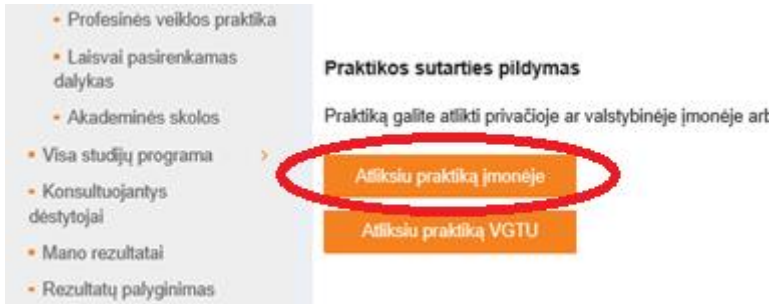 Profesinės veiklos praktika
Laisvai pasirenkamas
dalykas
Akademinės skolos
Visa studijų programa
Konsultuojantys
dėstytojai
Mano rezultatai
Rezultatų palyginimas
Praktikos sutarties pildymas
Praktiką galite atlikti privačioje ar valstybinėje įmonėje arb
Atliksiu praktiką įmonėje
Atliksiu praktiką VGTU